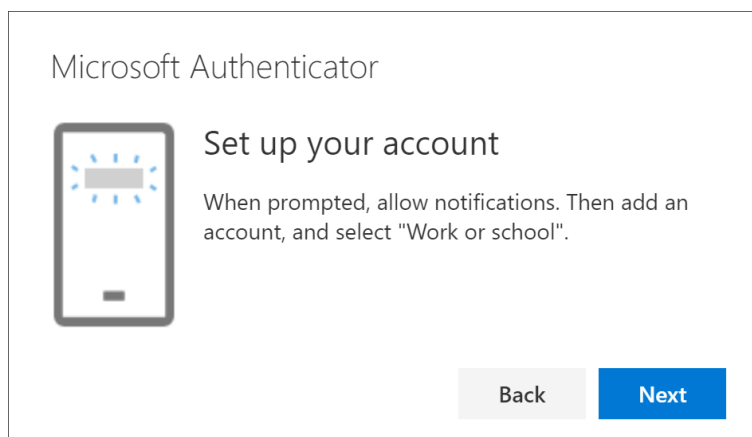 Microsoft Authenticator
Set up your account
When prompted, allow notifications. Then add an
account, and select "Work or school".
Back
Next